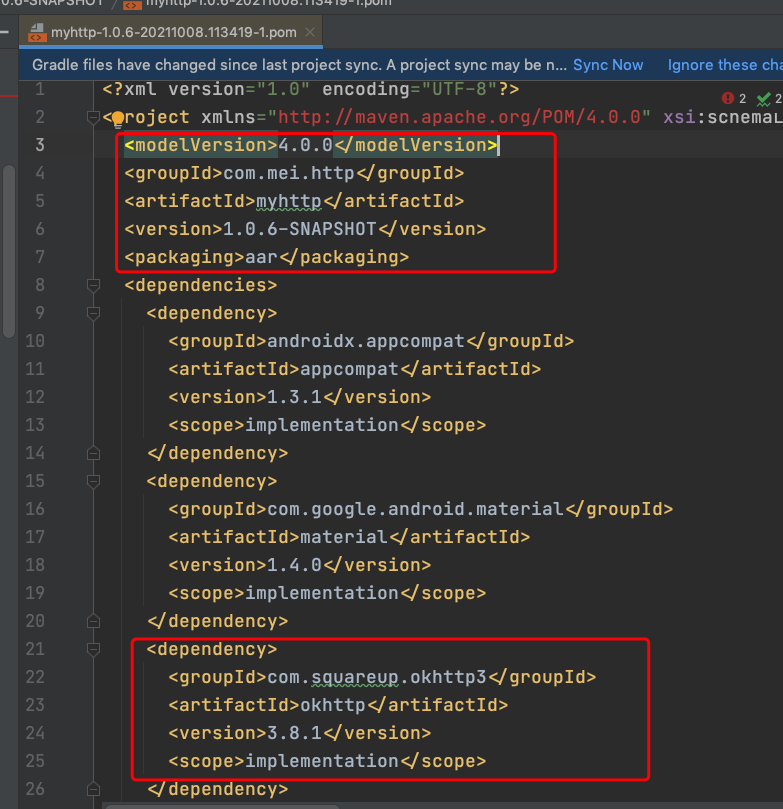 0.6-SNAPSHOT / myhttp-1.0.6-20211008.113419-1.pom
myhttp-1.0.6-20211008.113419-1.pom
Gradle files have changed since last project sync. A project sync may be n... Sync Now Ignore these cha
1 <?xml version="1.0" encoding="UTF-8"?> 2 2
2 <project xmlns="http://maven.apache.org/POM/4.0.0" xsi:schemaL
3 <modelVersion>4.0.0</modelVersion>
4 <groupId>com.mei.http</groupId>
5 <artifactId>myhttp</artifactId>
6 <version>1.0.6-SNAPSHOT</version>
7 <packaging>aar</packaging>
8 <dependencies>
9 <dependency>
10 <groupId>androidx.appcompat</groupId>
11 <artifactId>appcompat</artifactId>
12 <version>1.3.1</version>
13 <scope>implementation</scope>
14 </dependency>
15 <dependency>
16 <groupId>com.google.android.material</groupId>
17 <artifactId>material</artifactId>
18 <version>1.4.0</version>
19 <scope>implementation</scope>
20 </dependency>
21 <dependency>
22 <groupId>com.squareup.okhttp3</groupId>
23 <artifactId>okhttp</artifactId>
24 <version>3.8.1</version>
25 <scope>implementation</scope>
26 </dependency>